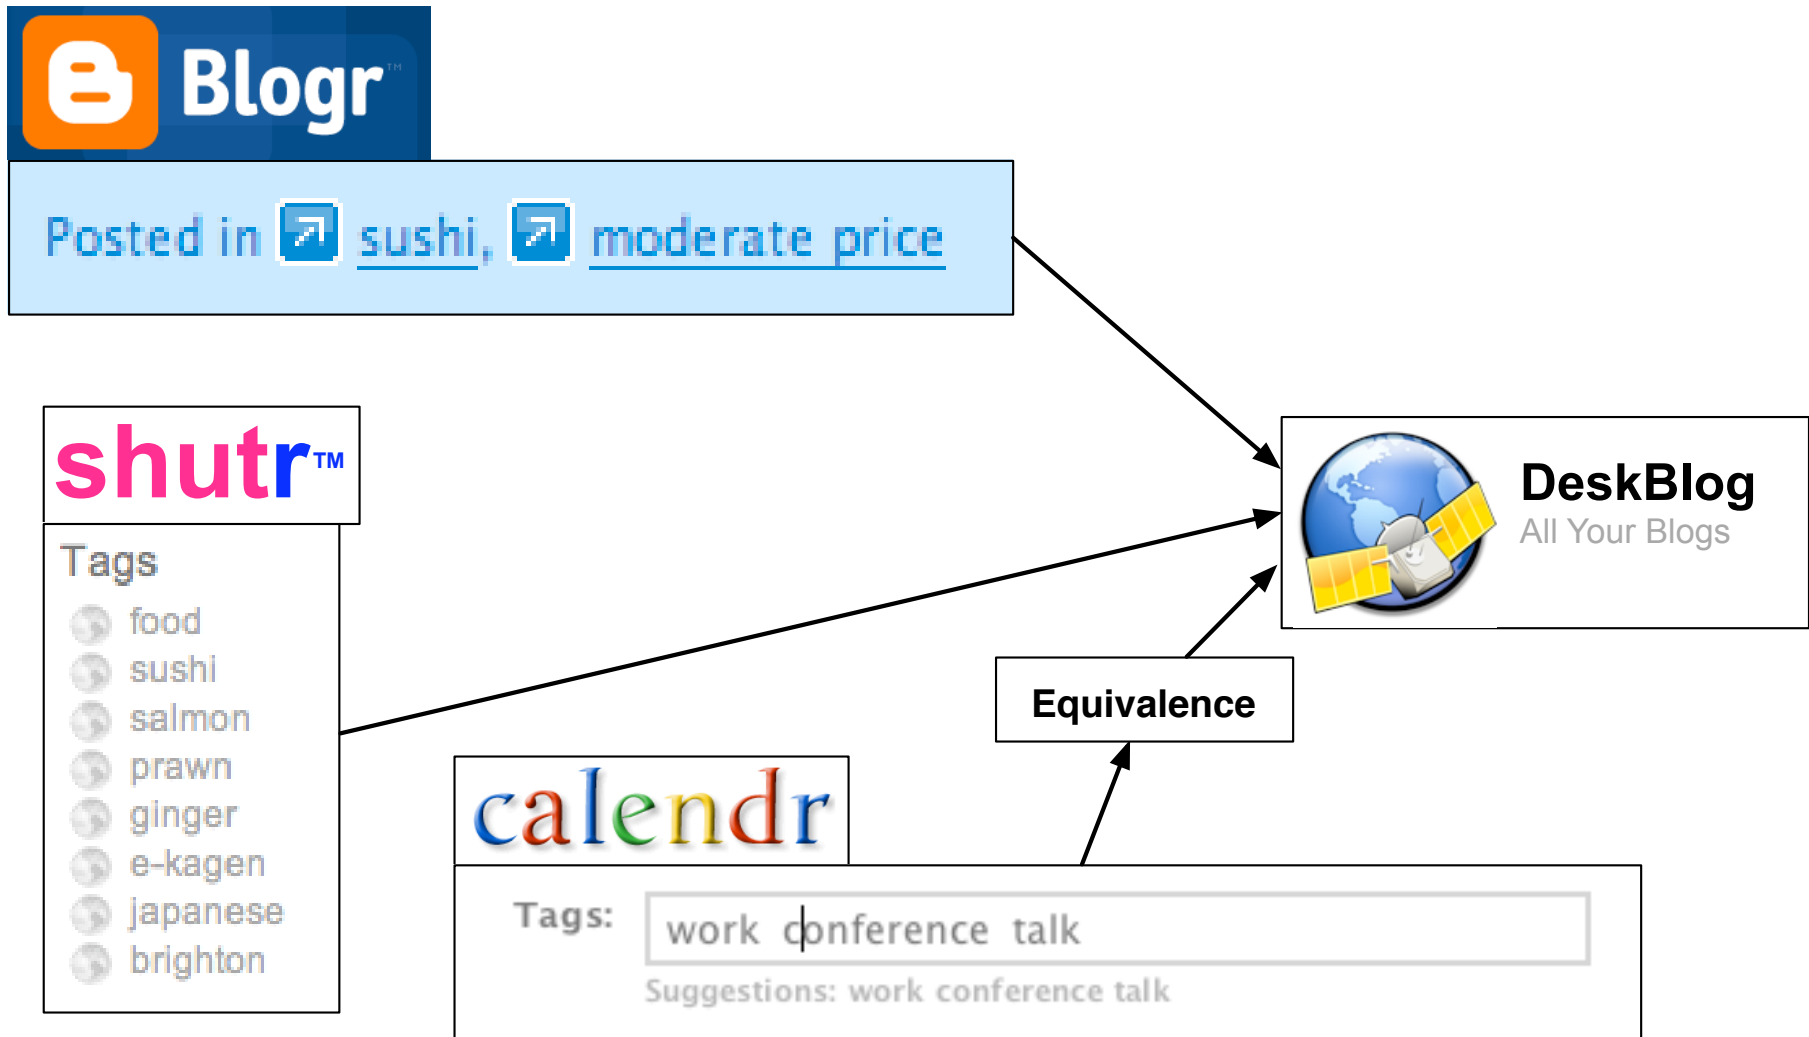 Blogr™
Posted in sushi, moderate price
shutr™
Tags
food
sushi
salmon
prawn
ginger
e-kagen
japanese
brighton
DeskBlog
All Your Blogs
Equivalence
calendr
Tags: work conference talk
Suggestions: work conference talk